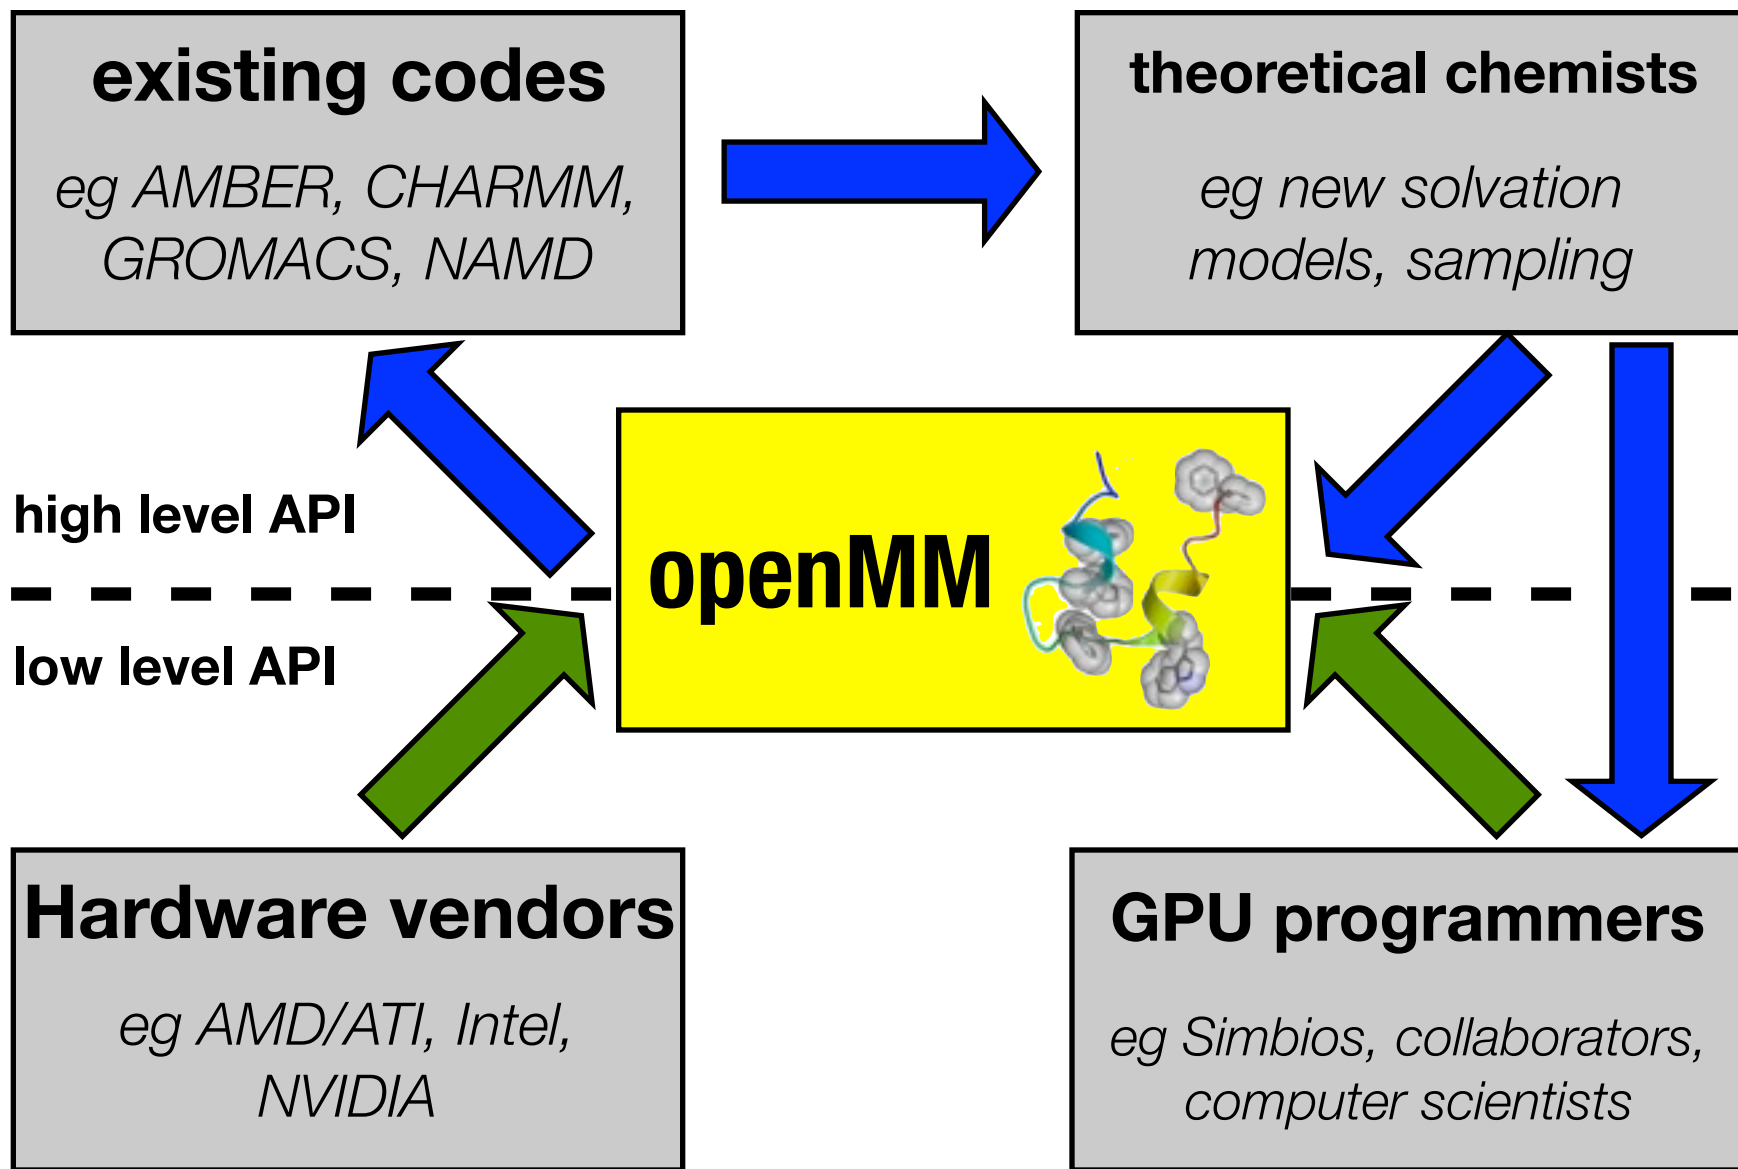 existing codes
eg AMBER, CHARMM,
GROMACS, NAMD
theoretical chemists
eg new solvation
models, sampling
high level API
openMM
low level API
Hardware vendors
eg AMD/ATI, Intel,
NVIDIA
GPU programmers
eg Simbios, collaborators,
computer scientists